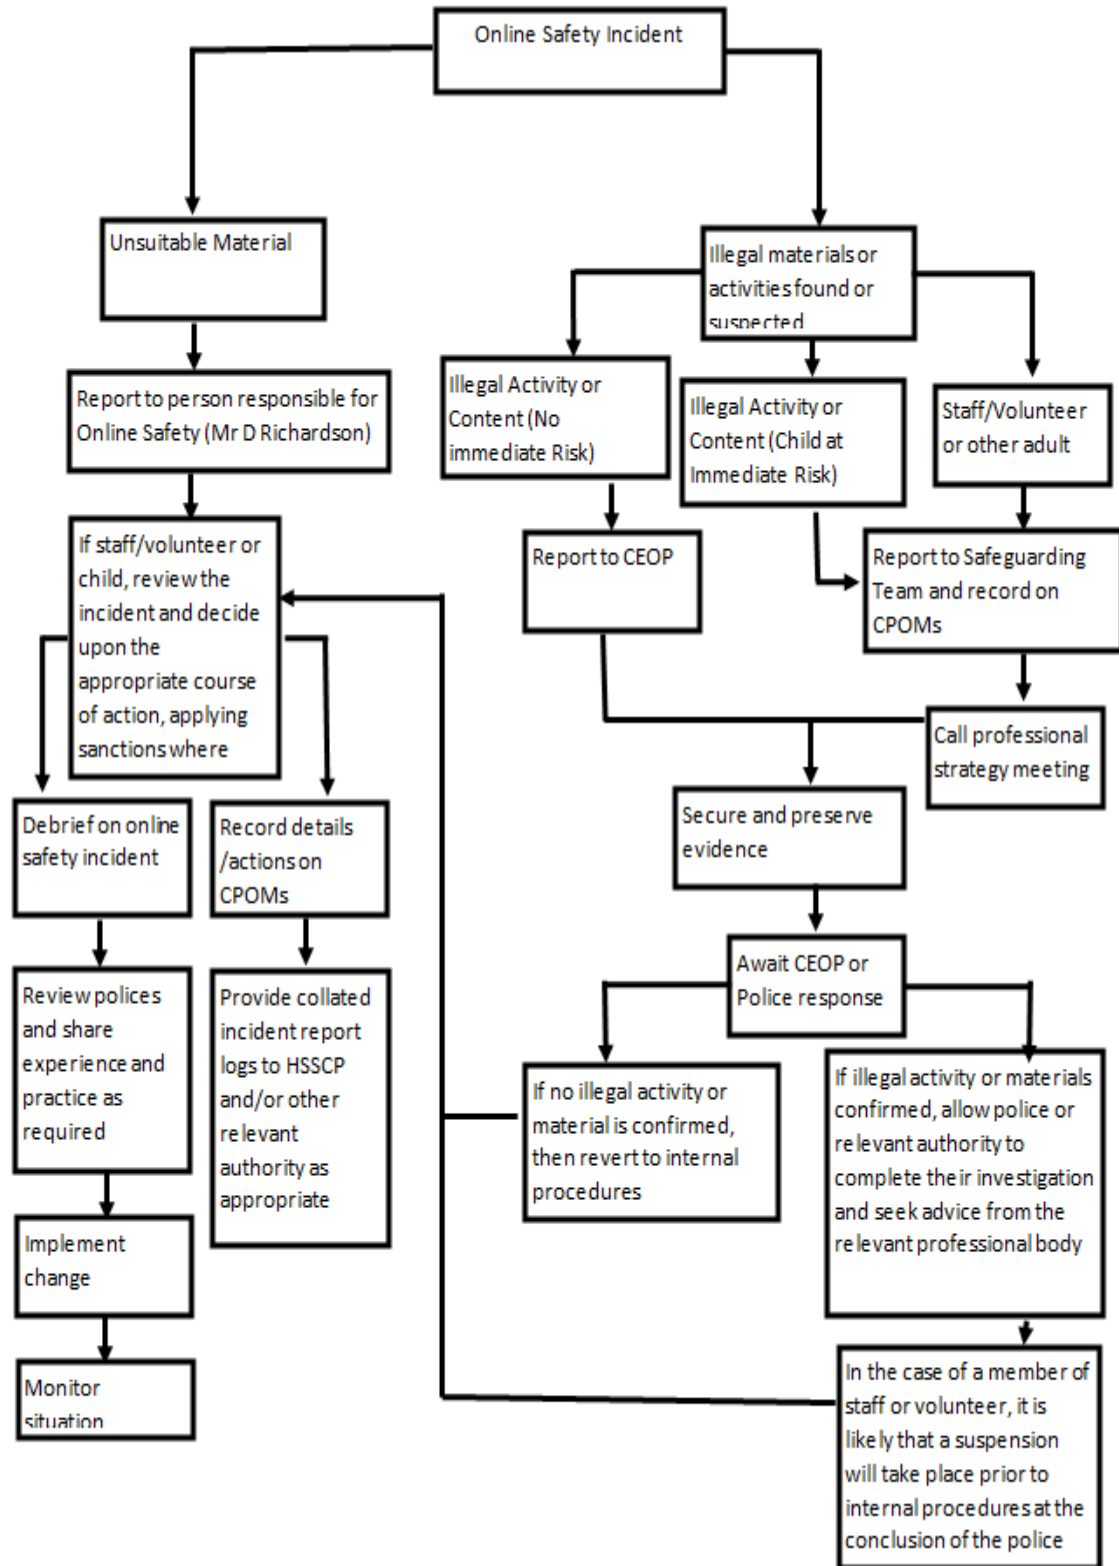 Online Safety Incident
Unsuitable Material
Illegal materials or
activities found or
suspected
Report to person responsible for
Online Safety (Mr D Richardson)
Illegal Activity or
Content (No
immediate Risk)
Illegal Activity or
Content (Child at
Immediate Risk)
Staff/Volunteer
or other adult
If staff/volunteer or
child, review the
incident and decide
upon the
appropriate course
of action, applying
sanctions where
Report to CEOP
Report to Safeguarding
Team and record on
CPOMs
Call professional
strategy meeting
Debrief on online
safety incident
Record details
/actions on
CPOMs
Secure and preserve
evidence
Await CEOP or
Police response
Review polices
and share
experience and
practice as
required
Provide collated
incident report
logs to HSSCP
and/or other
relevant
authority as
appropriate
If no illegal activity or
material is confirmed,
then revert to internal
procedures
If illegal activity or materials
confirmed, allow police or
relevant authority to
complete their investigation
and seek advice from the
relevant professional body
Implement
change
Monitor
situation
In the case of a member of
staff or volunteer, it is
likely that a suspension
will take place prior to
internal procedures at the
conclusion of the police